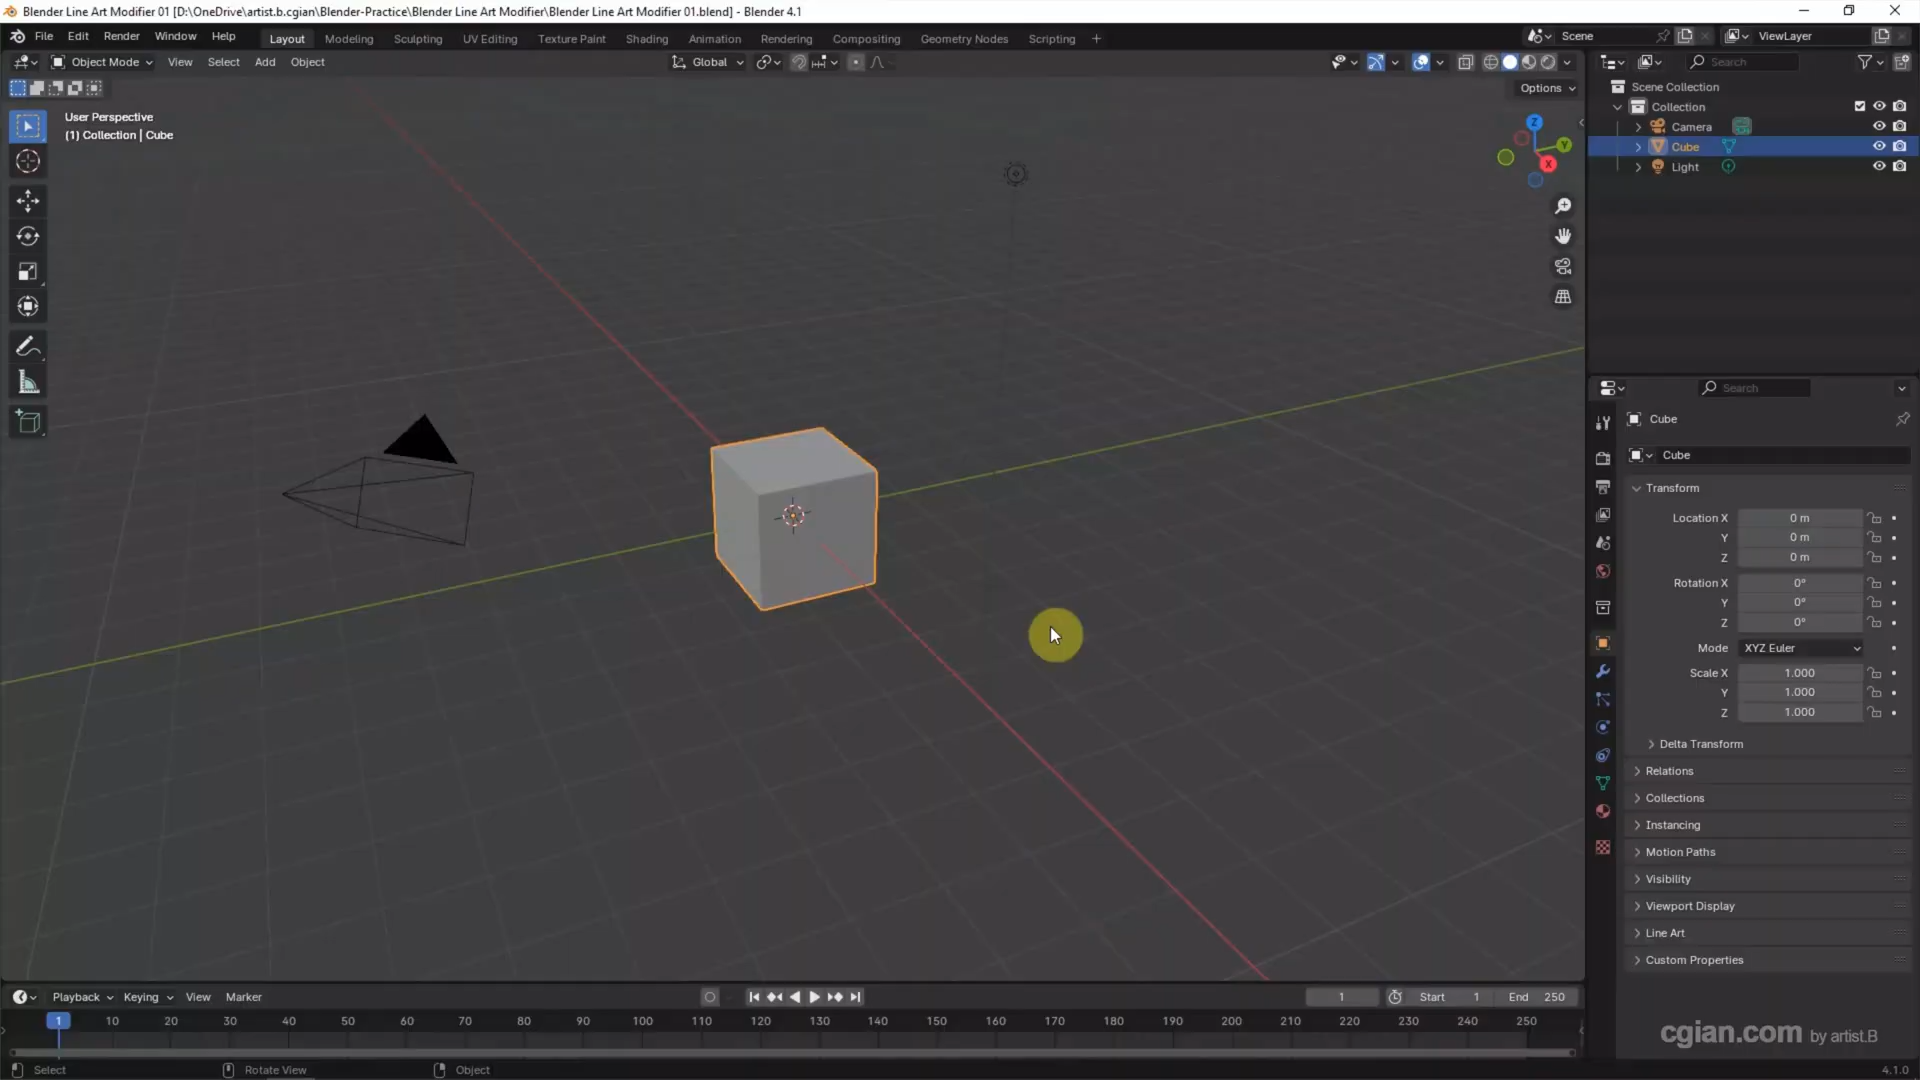 Blender Line Art Modifier 01 [D:\OneDrive\artist.b.cgian\Blender-Practice\Blender Line Art Modifier\Blender Line Art Modifier 01.blend] - Blender 4.1
File Edit Render Window Help Layout Modeling Sculpting UV Editing Texture Paint Shading Animation Rendering Compositing Geometry Nodes Scripting + Scene ViewLayer
Object Mode View Select Add Object Global Search
Options
Scene Collection
Collection
Camera
Cube
Light
User Perspective
(1) Collection | Cube
Z
Y
X
Search
Cube
Cube
Transform
Location X 0 m
Y 0 m
Z 0 m
Rotation X 0°
Y 0°
Z 0°
Mode XYZ Euler
Scale X 1.000
Y 1.000
Z 1.000
Delta Transform
Relations
Collections
Instancing
Motion Paths
Visibility
Viewport Display
Line Art
Custom Properties
Playback Keying View Marker 1 Start 1 End 250
1 10 20 30 40 50 60 70 80 90 100 110 120 130 140 150 160 170 180 190 200 210 220 230 240 250
cgian.com by artist.B
Select Rotate View Object 4.1.0